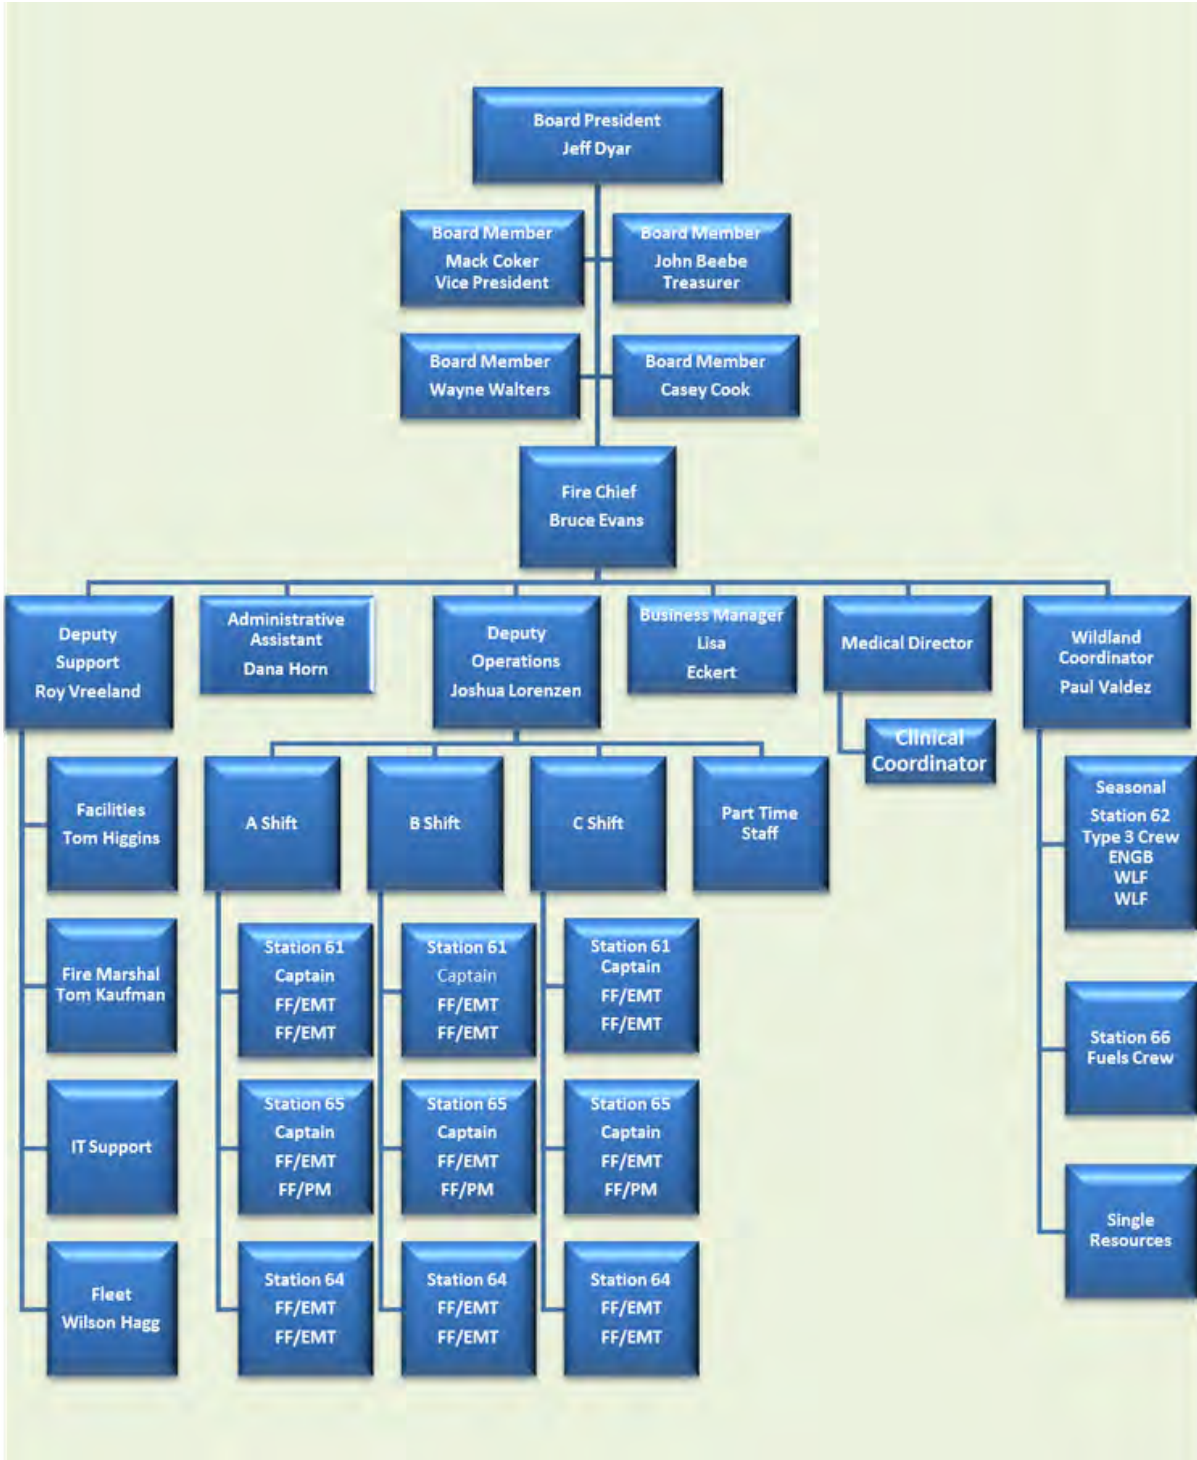 Board President
Jeff Dyar
Board Member
Mack Coker
Vice President
Board Member
John Beebe
Treasurer
Board Member
Wayne Walters
Board Member
Casey Cook
Fire Chief
Bruce Evans
Deputy
Support
Roy Vreeland
Administrative
Assistant
Dana Horn
Deputy
Operations
Joshua Lorenzen
Business Manager
Lisa
Eckert
Medical Director
Wildland
Coordinator
Paul Valdez
Clinical
Coordinator
Facilities
Tom Higgins
A Shift
B Shift
C Shift
Part Time
Staff
Seasonal
Station 62
Type 3 Crew
ENGB
WLF
WLF
Fire Marshal
Tom Kaufman
Station 61
Captain
FF/EMT
FF/EMT
Station 61
Captain
FF/EMT
FF/EMT
Station 61
Captain
FF/EMT
FF/EMT
Station 66
Fuels Crew
IT Support
Station 65
Captain
FF/EMT
FF/PM
Station 65
Captain
FF/EMT
FF/PM
Station 65
Captain
FF/EMT
FF/PM
Single
Resources
Fleet
Wilson Hagg
Station 64
FF/EMT
FF/EMT
Station 64
FF/EMT
FF/EMT
Station 64
FF/EMT
FF/EMT